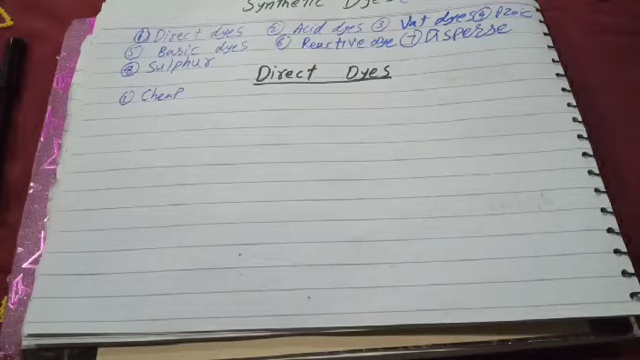 Synthetic Dyes
① Direct dyes ② Acid dyes ③ Vat dyes ④ Azoic
⑤ Basic dyes ⑥ Reactive dye ⑦ Disperse
⑧ Sulphur
Direct Dyes
① Cheap